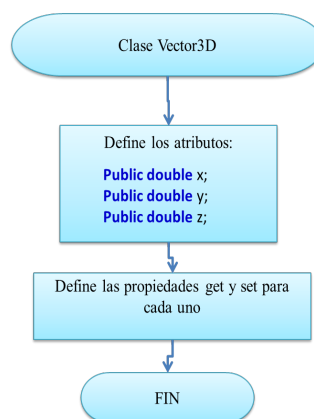 Clase Vector3D
Define los atributos:
Public double x;
Public double y;
Public double z;
Define las propiedades get y set para
cada uno
FIN